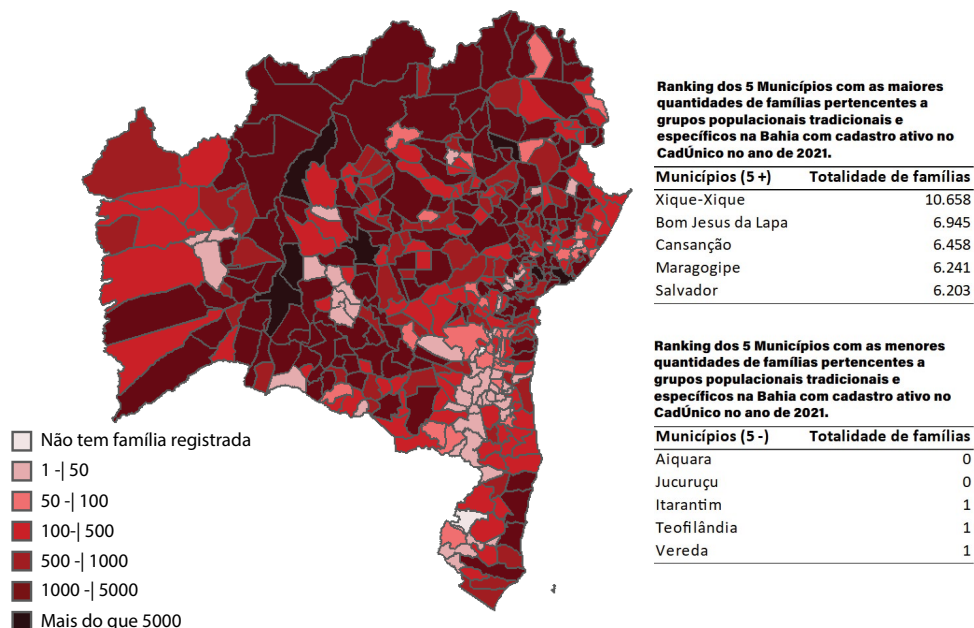 Ranking dos 5 Municípios com as maiores
quantidades de famílias pertencentes a
grupos populacionais tradicionais e
específicos na Bahia com cadastro ativo no
CadÚnico no ano de 2021.
Municípios (5 +) Totalidade de famílias
Xique-Xique 10.658
Bom Jesus da Lapa 6.945
Cansanção 6.458
Maragogipe 6.241
Salvador 6.203
Ranking dos 5 Municípios com as menores
quantidades de famílias pertencentes a
grupos populacionais tradicionais e
específicos na Bahia com cadastro ativo no
CadÚnico no ano de 2021.
Municípios (5 -) Totalidade de famílias
Aiquara 0
Jucuruçu 0
Itarantim 1
Teofilândia 1
Vereda 1
Não tem família registrada
1 -| 50
50 -| 100
100-| 500
500 -| 1000
1000 -| 5000
Mais do que 5000